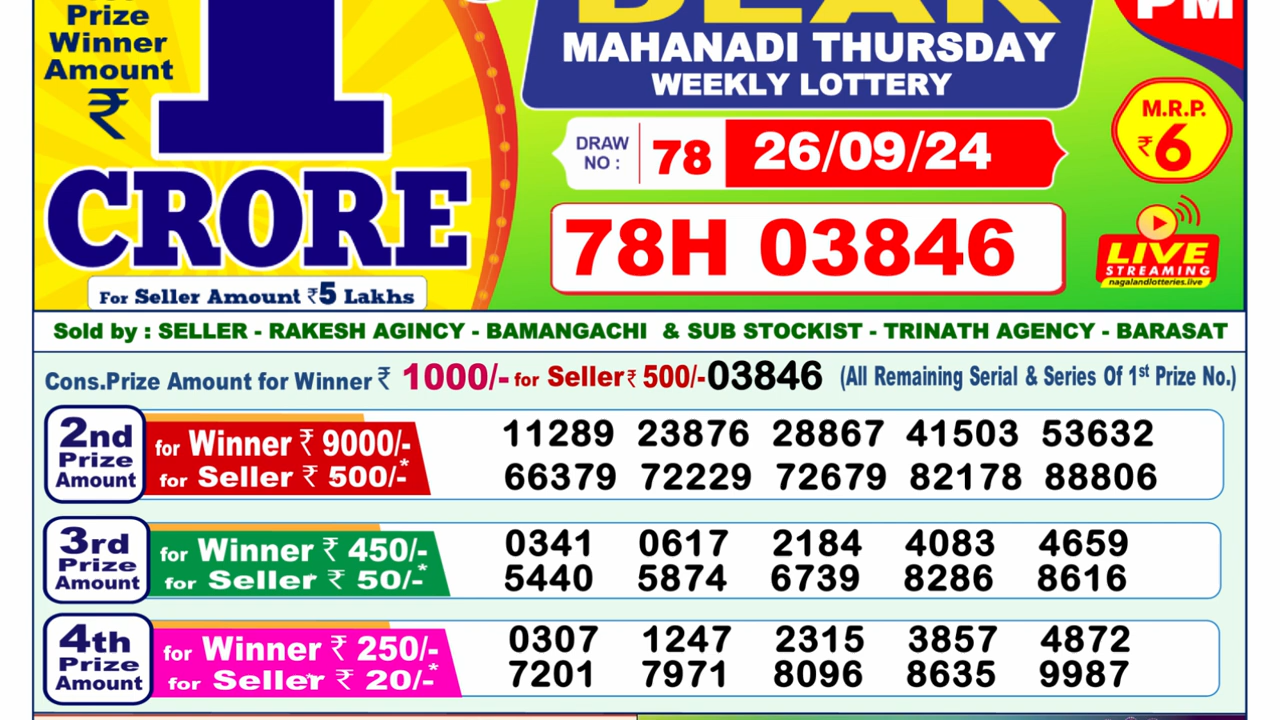 Prize
Winner
Amount
₹
1
CRORE
For Seller Amount ₹5 Lakhs
DEAR
MAHANADI THURSDAY
WEEKLY LOTTERY
DRAW
NO :
78
26/09/24
78H 03846
PM
M.R.P.
₹6
LIVE
STREAMING
nagalandlotteries.live
Sold by : SELLER - RAKESH AGINCY - BAMANGACHI & SUB STOCKIST - TRINATH AGENCY - BARASAT
Cons.Prize Amount for Winner ₹ 1000/- for Seller ₹ 500/- 03846 (All Remaining Serial & Series Of 1st Prize No.)
2nd
Prize
Amount
for Winner ₹ 9000/-
for Seller ₹ 500/-*
11289 23876 28867 41503 53632
66379 72229 72679 82178 88806
3rd
Prize
Amount
for Winner ₹ 450/-
for Seller ₹ 50/-*
0341 0617 2184 4083 4659
5440 5874 6739 8286 8616
4th
Prize
Amount
for Winner ₹ 250/-
for Seller ₹ 20/-*
0307 1247 2315 3857 4872
7201 7971 8096 8635 9987